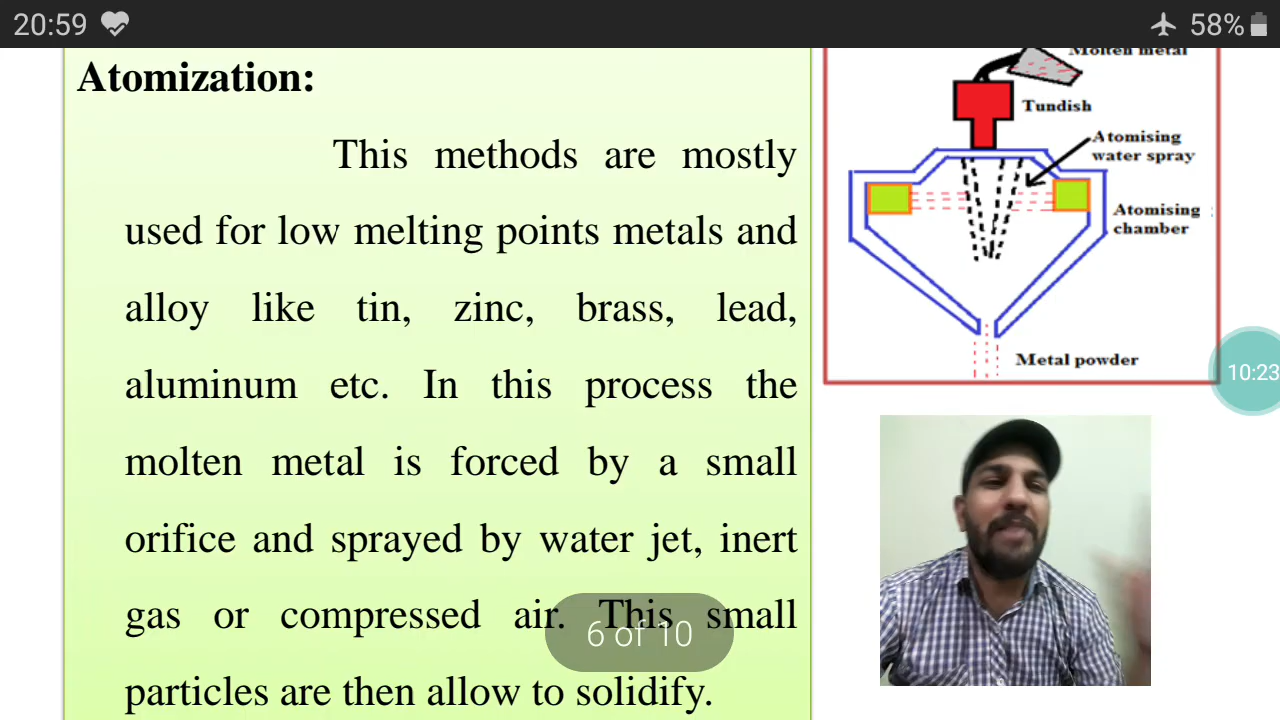 20:59
58%
Atomization:
This methods are mostly
used for low melting points metals and
alloy like tin, zinc, brass, lead,
aluminum etc. In this process the
molten metal is forced by a small
orifice and sprayed by water jet, inert
gas or compressed air. This small
particles are then allow to solidify.
Molten metal
Tundish
Atomising
water spray
Atomising
chamber
Metal powder
10:23
6 of 10